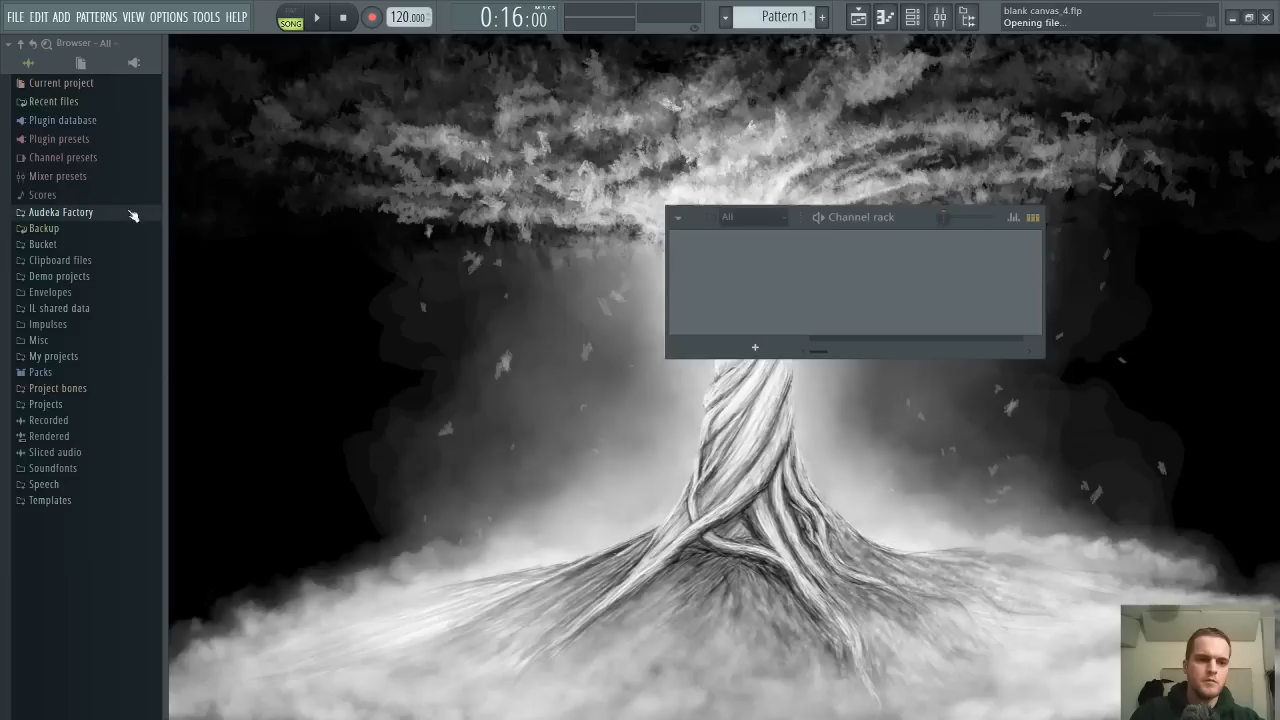 FILE EDIT ADD PATTERNS VIEW OPTIONS TOOLS HELP
SONG
120.000
0:16:00
M:S:CS
Pattern 1
blank canvas_4.flp
Opening file...
Browser - All
Current project
Recent files
Plugin database
Plugin presets
Channel presets
Mixer presets
Scores
Audeka Factory
Backup
Bucket
Clipboard files
Demo projects
Envelopes
IL shared data
Impulses
Misc
My projects
Packs
Project bones
Projects
Recorded
Rendered
Sliced audio
Soundfonts
Speech
Templates
All
Channel rack